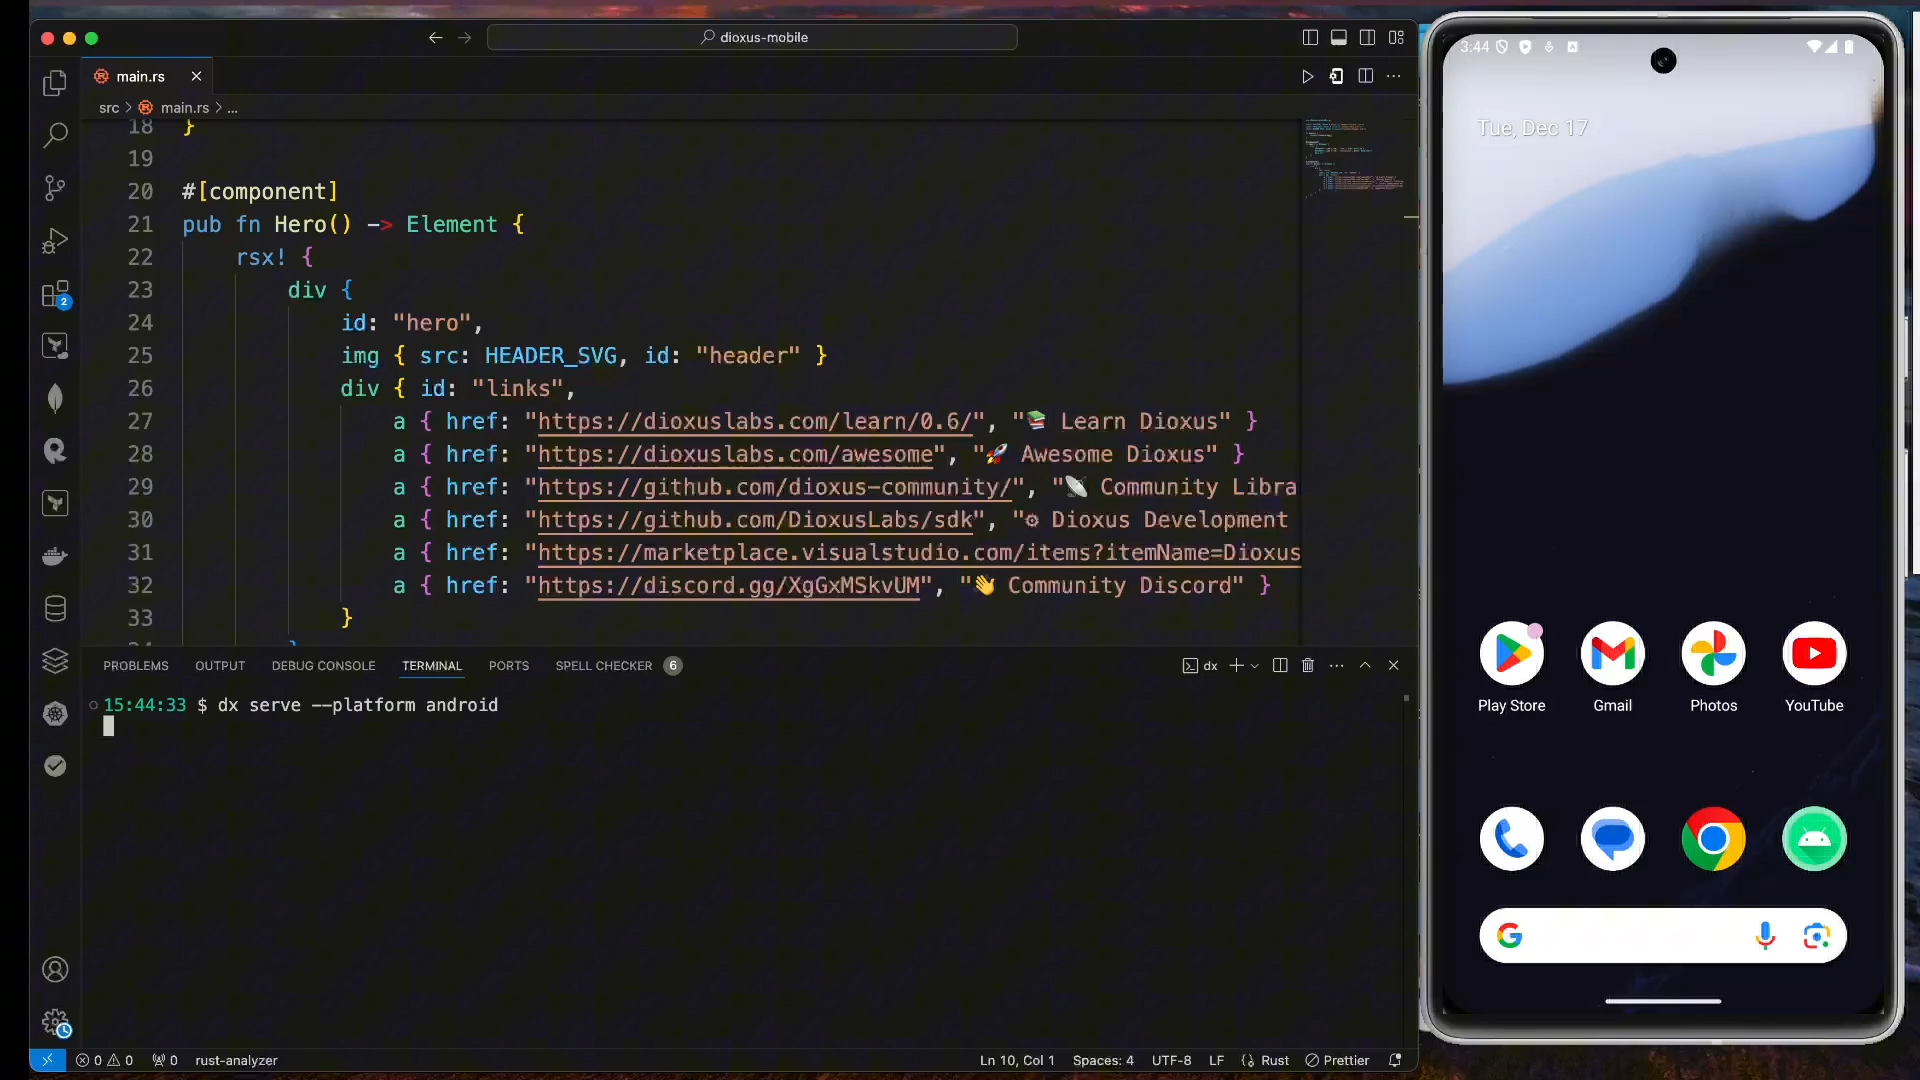 dioxus-mobile
main.rs
src > main.rs > ...
18 }
19
20 #[component]
21 pub fn Hero() -> Element {
22 rsx! {
23 div {
24 id: "hero",
25 img { src: HEADER_SVG, id: "header" }
26 div { id: "links",
27 a { href: "https://dioxuslabs.com/learn/0.6/", "📚 Learn Dioxus" }
28 a { href: "https://dioxuslabs.com/awesome", "🚀 Awesome Dioxus" }
29 a { href: "https://github.com/dioxus-community/", "📡 Community Libra
30 a { href: "https://github.com/DioxusLabs/sdk", "⚙️ Dioxus Development
31 a { href: "https://marketplace.visualstudio.com/items?itemName=Dioxus
32 a { href: "https://discord.gg/XgGxMSkvUM", "👋 Community Discord" }
33 }
2
PROBLEMS OUTPUT DEBUG CONSOLE TERMINAL PORTS SPELL CHECKER 6 dx
15:44:33 $ dx serve --platform android
0 0 0 rust-analyzer Ln 10, Col 1 Spaces: 4 UTF-8 LF {} Rust Prettier
3:44
Tue, Dec 17
Play Store Gmail Photos YouTube